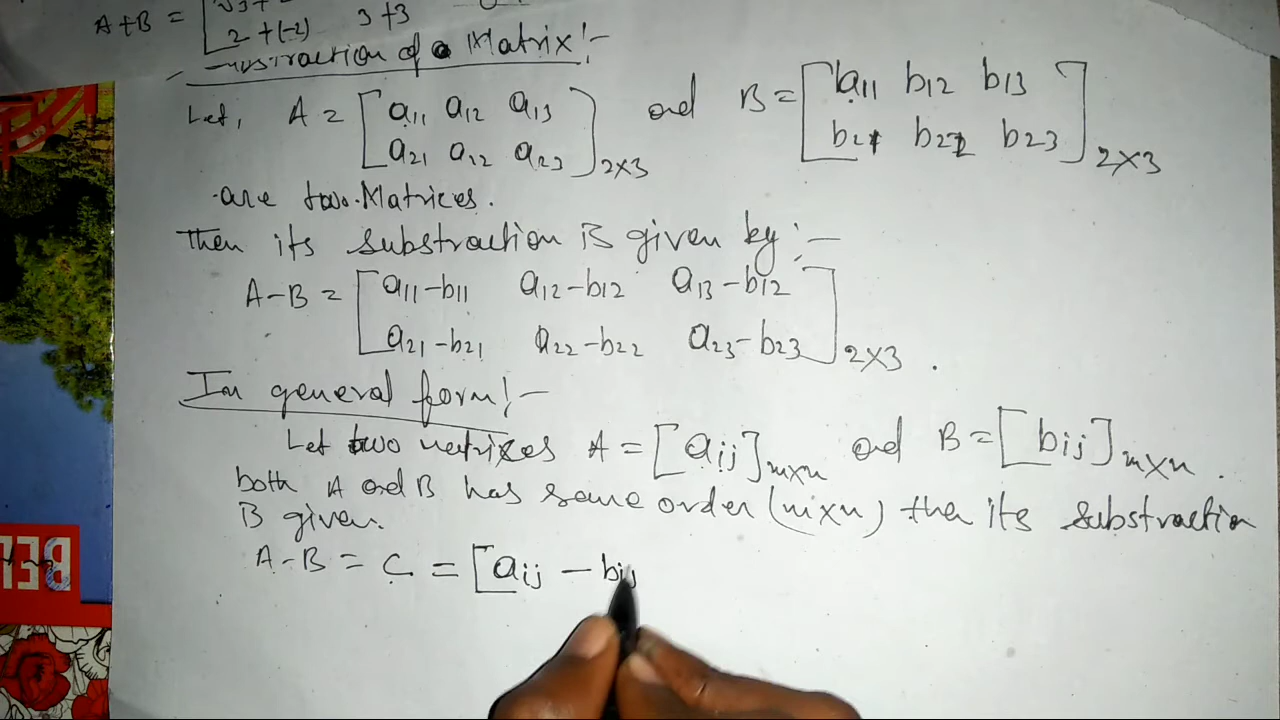 A+B = [√3+
2+(-2) 3+3
of a Matrix:-
Let, A = [a11 a12 a13
a21 a12 a23]2×3
and B = [b11 b12 b13
b21 b22 b23]2×3
are two Matrices.
Then its substraction is given by:-
A-B = [a11-b11 a12-b12 a13-b12
a21-b21 a22-b22 a23-b23]2×3.
In general form:-
Let two matrixes A = [aij]m×n and B = [bij]m×n.
both A and B has same order (m×n) then its substraction
is given.
A-B = C = [aij - bij